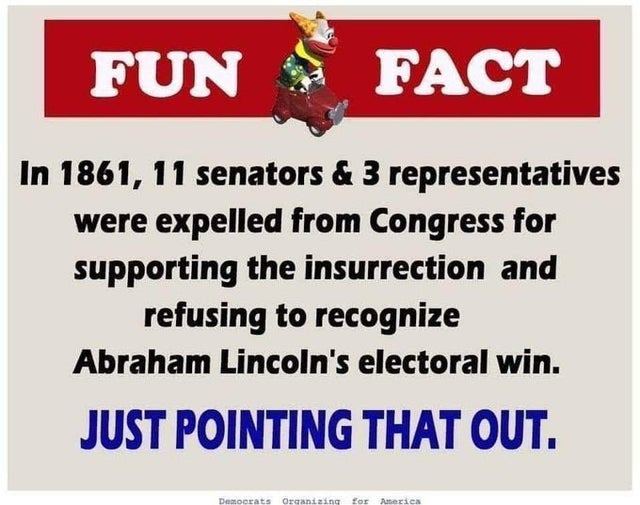 FUN FACT
In 1861, 11 senators & 3 representatives
were expelled from Congress for
supporting the insurrection and
refusing to recognize
Abraham Lincoln's electoral win.
JUST POINTING THAT OUT.
Democrats Organizing for America